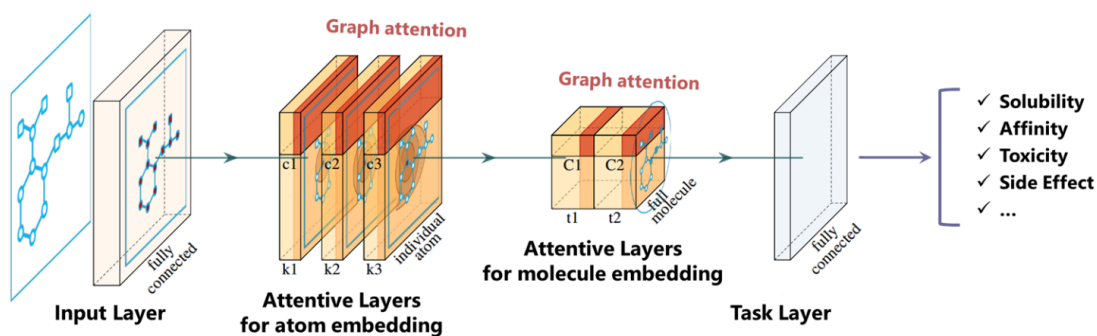 Graph attention
Graph attention
c1 c2 c3
k1 k2 k3
individual
atom
C1 C2
t1 t2
full
molecule
fully
connected
fully
connected
Input Layer
Attentive Layers
for atom embedding
Attentive Layers
for molecule embedding
Task Layer
✓ Solubility
✓ Affinity
✓ Toxicity
✓ Side Effect
✓ ...